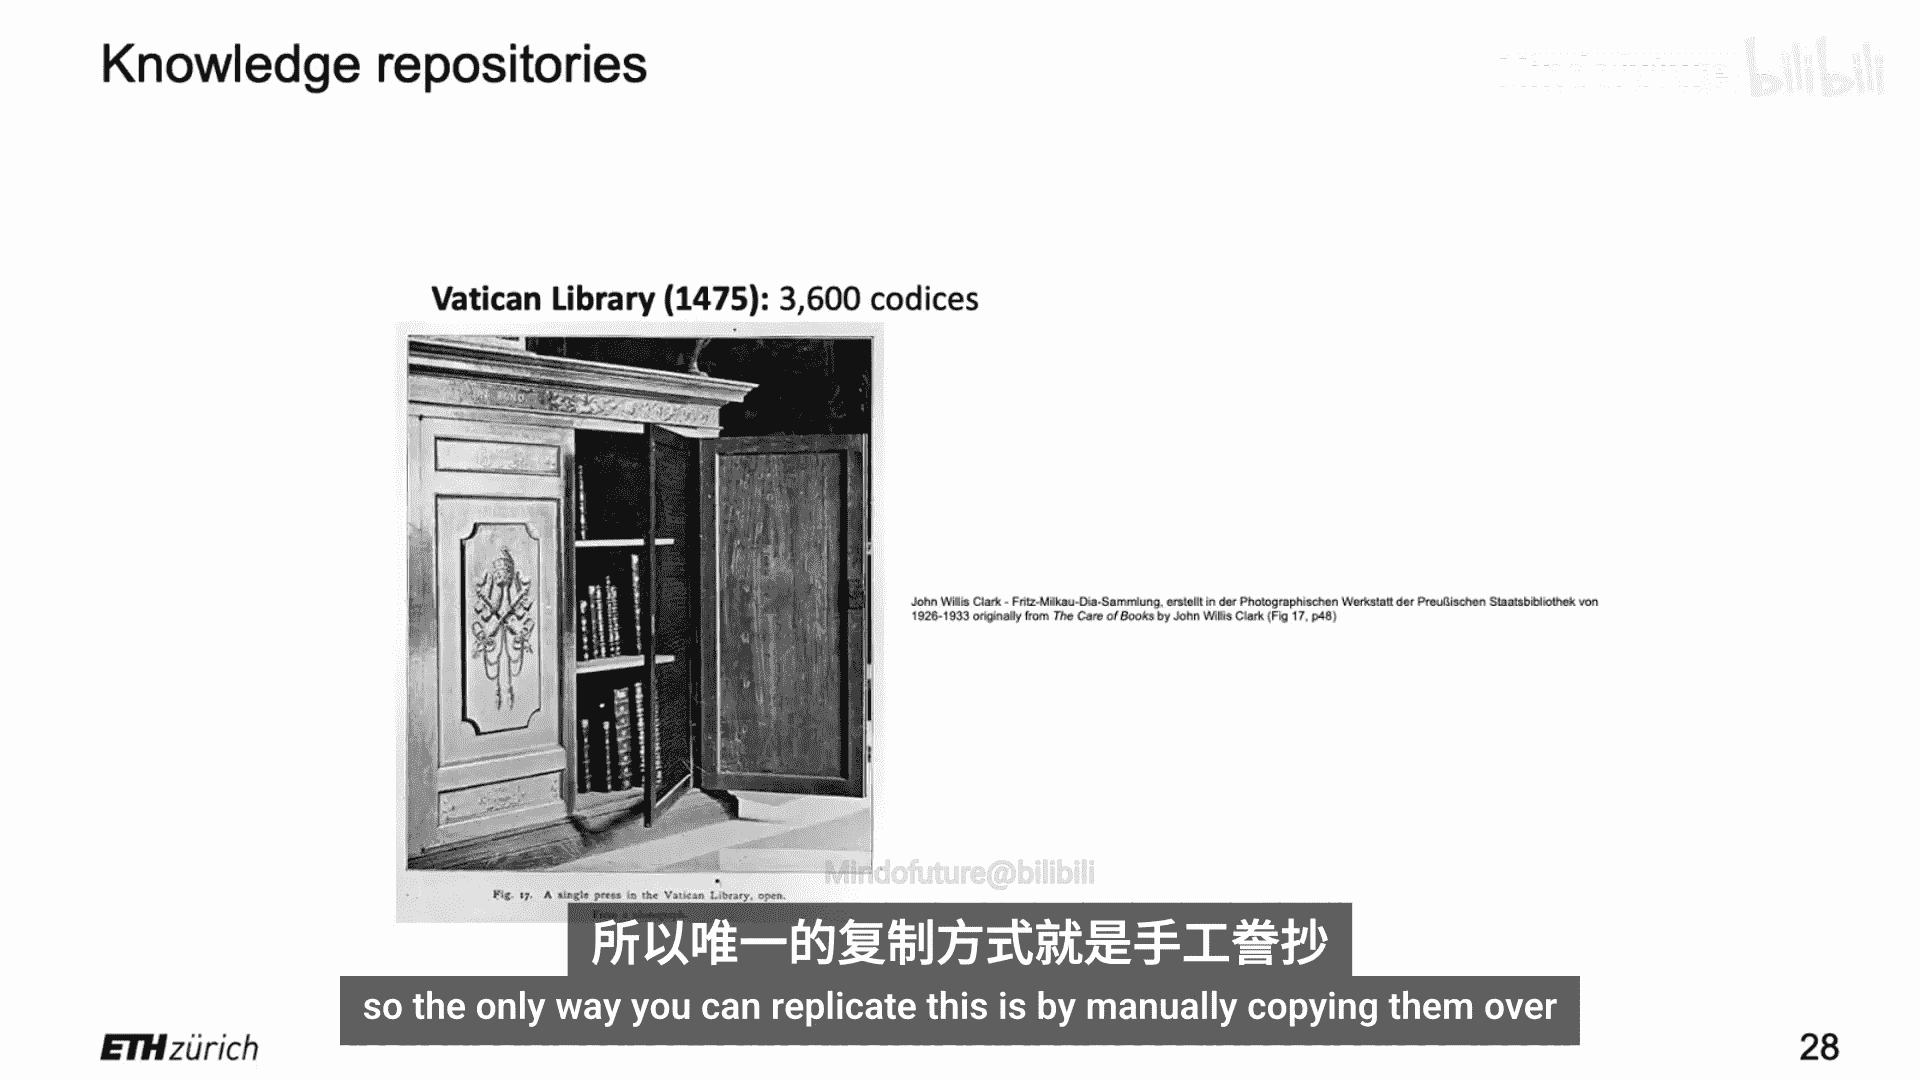 Knowledge repositories
bilibili
Vatican Library (1475): 3,600 codices
John Willis Clark - Fritz-Milkau-Dia-Sammlung, erstellt in der Photographischen Werkstatt der Preußischen Staatsbibliothek von
1926-1933 originally from The Care of Books by John Willis Clark (Fig 17, p48)
Mindofuture@bilibili
Fig. 17. A single press in the Vatican Library, open.
所以唯一的复制方式就是手工誊抄
so the only way you can replicate this is by manually copying them over
ETH zürich
28